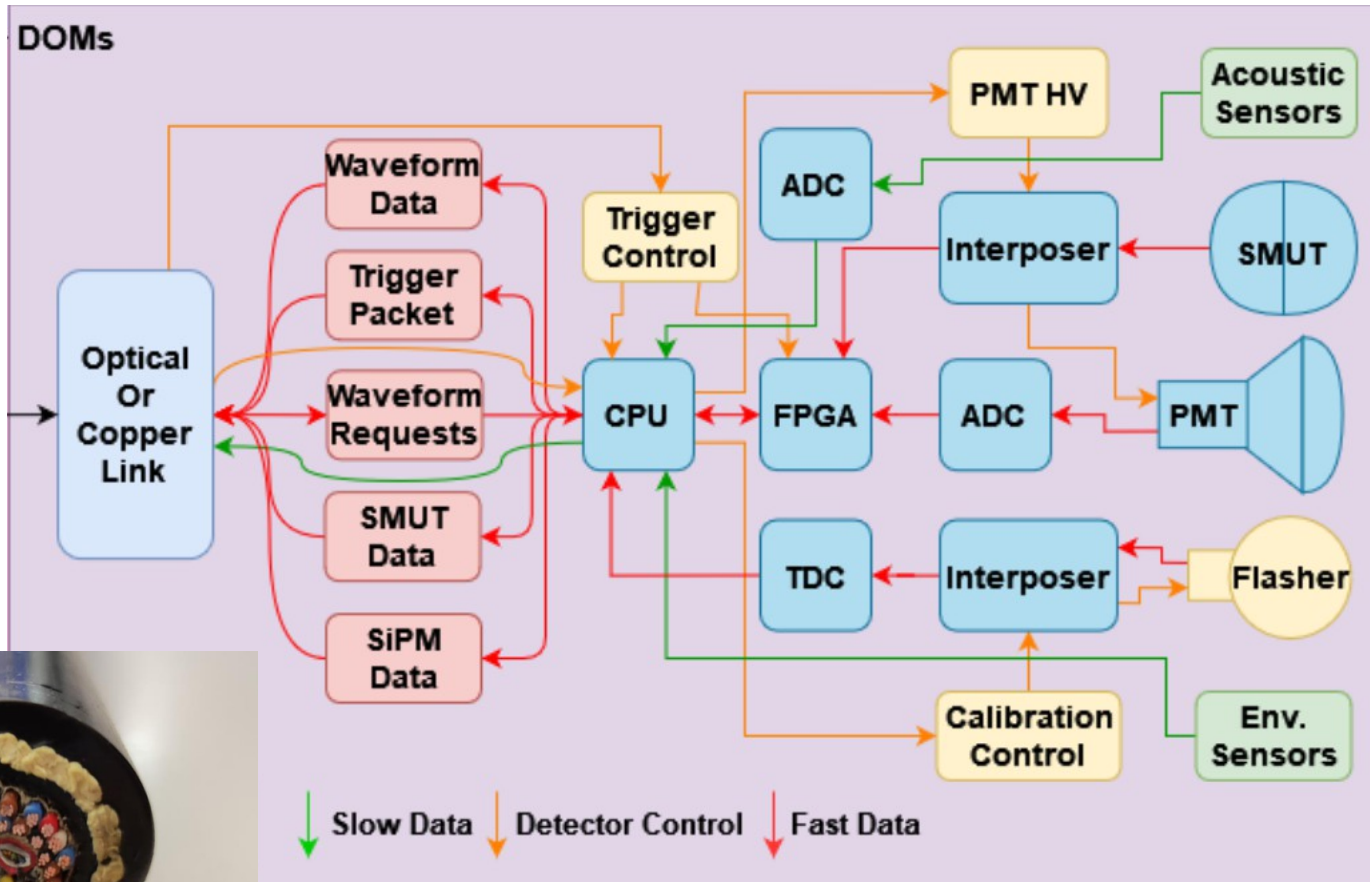 DOMs
PMT HV
Acoustic
Sensors
Waveform
Data
ADC
Trigger
Control
Interposer
SMUT
Trigger
Packet
Optical
Or
Copper
Link
Waveform
Requests
CPU
FPGA
ADC
PMT
SMUT
Data
TDC
Interposer
Flasher
SiPM
Data
Calibration
Control
Env.
Sensors
Slow Data
Detector Control
Fast Data